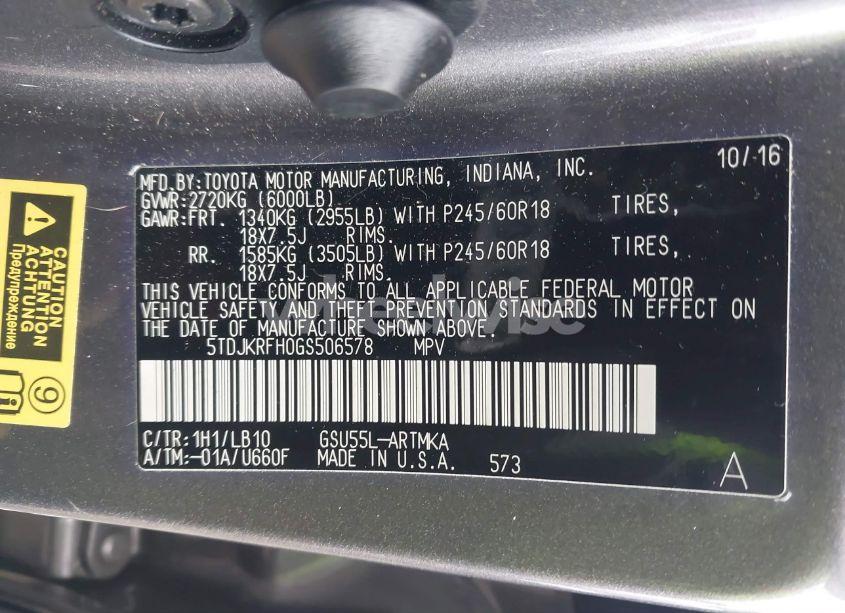 10/16
MFD.BY:TOYOTA MOTOR MANUFACTURING, INDIANA, INC.
GVWR:2720KG (6000LB)
GAWR:FRT. 1340KG (2955LB) WITH P245/60R18 TIRES,
18X7.5J RIMS.
RR. 1585KG (3505LB) WITH P245/60R18 TIRES,
18X7.5J RIMS.
THIS VEHICLE CONFORMS TO ALL APPLICABLE FEDERAL MOTOR
VEHICLE SAFETY AND THEFT PREVENTION STANDARDS IN EFFECT ON
THE DATE OF MANUFACTURE SHOWN ABOVE.
5TDJKRFH0GS506578 MPV
C/TR:1H1/LB10 GSU55L-ARTMKA
A/TM:-01A/U660F MADE IN U.S.A. 573
A
CAUTION
ATTENTION
ACHTUNG
Предупреждение
9